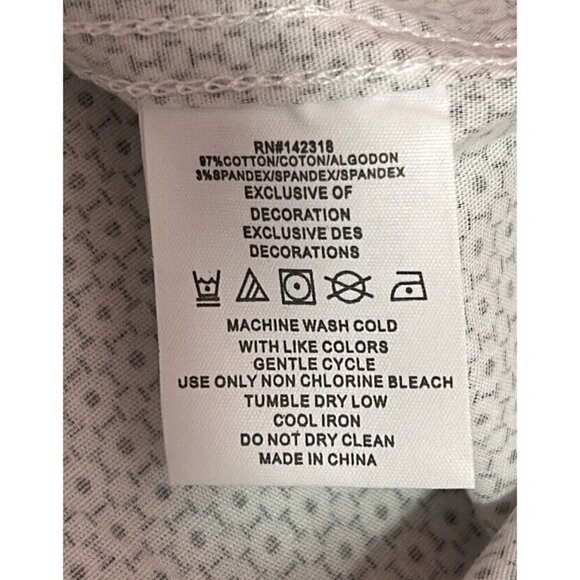 RN#142318
97%COTTON/COTON/ALGODON
3%SPANDEX/SPANDEX/SPANDEX
EXCLUSIVE OF
DECORATION
EXCLUSIVE DES
DECORATIONS
MACHINE WASH COLD
WITH LIKE COLORS
GENTLE CYCLE
USE ONLY NON CHLORINE BLEACH
TUMBLE DRY LOW
COOL IRON
DO NOT DRY CLEAN
MADE IN CHINA